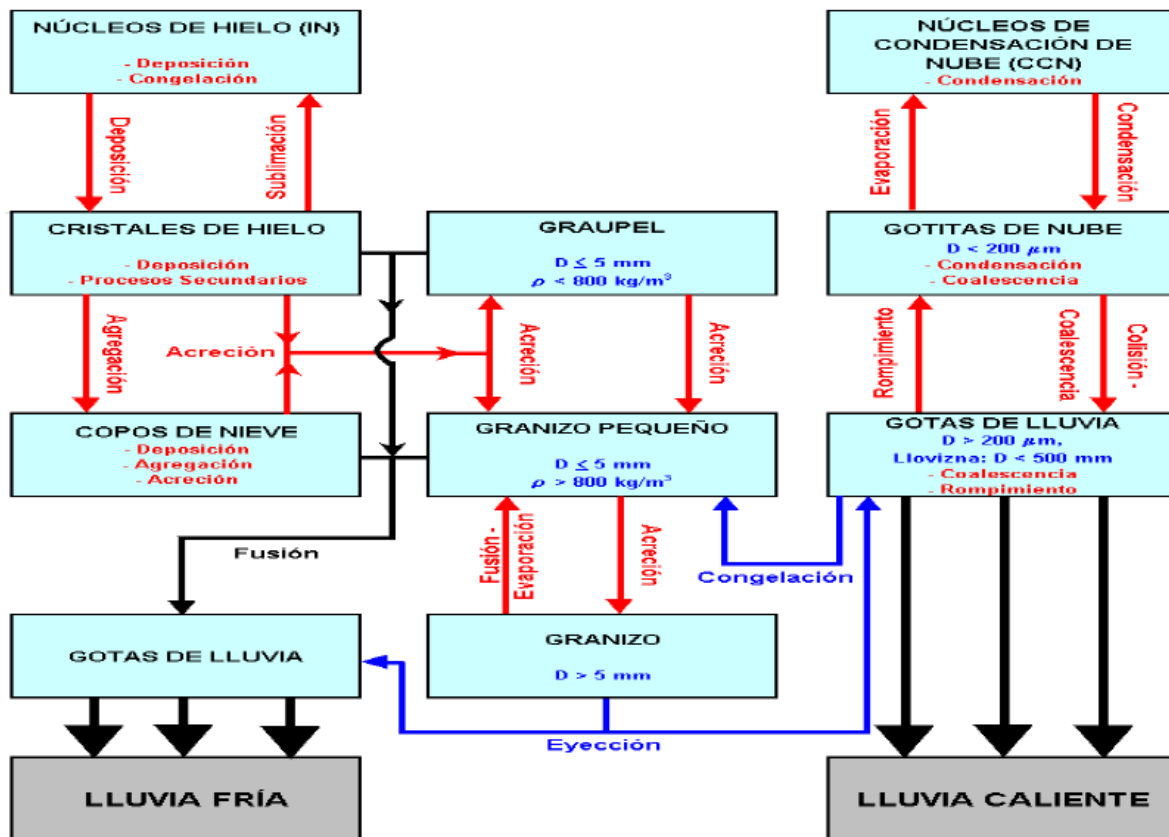 NÚCLEOS DE HIELO (IN)
- Deposición
- Congelación
NÚCLEOS DE
CONDENSACIÓN DE
NUBE (CCN)
- Condensación
Deposición
Sublimación
Evaporación
Condensación
CRISTALES DE HIELO
- Deposición
- Procesos Secundarios
GRAUPEL
D ≤ 5 mm
ρ < 800 kg/m³
GOTITAS DE NUBE
D < 200 μm
- Condensación
- Coalescencia
Agregación
Acreción
Acreción
Acreción
Rompimiento
Colisión -
Coalescencia
COPOS DE NIEVE
- Deposición
- Agregación
- Acreción
GRANIZO PEQUEÑO
D ≤ 5 mm
ρ > 800 kg/m³
GOTAS DE LLUVIA
D > 200 μm,
Llovizna: D < 500 mm
- Coalescencia
- Rompimiento
Fusión
Fusión -
Evaporación
Acreción
Congelación
GOTAS DE LLUVIA
GRANIZO
D > 5 mm
Eyección
LLUVIA FRÍA
LLUVIA CALIENTE